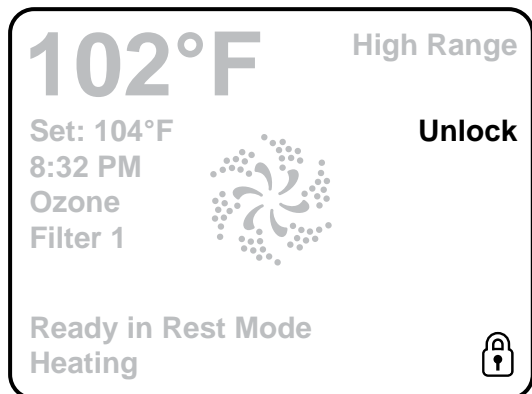 102°F
High Range
Set: 104°F
Unlock
8:32 PM
Ozone
Filter 1
Ready in Rest Mode
Heating